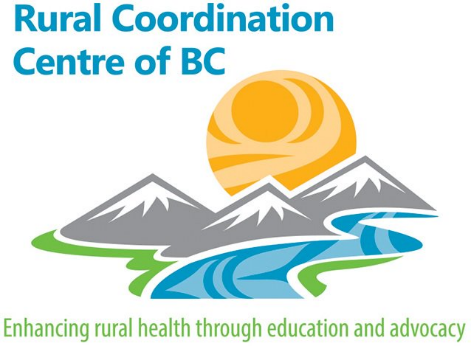 Rural Coordination
Centre of BC
Enhancing rural health through education and advocacy